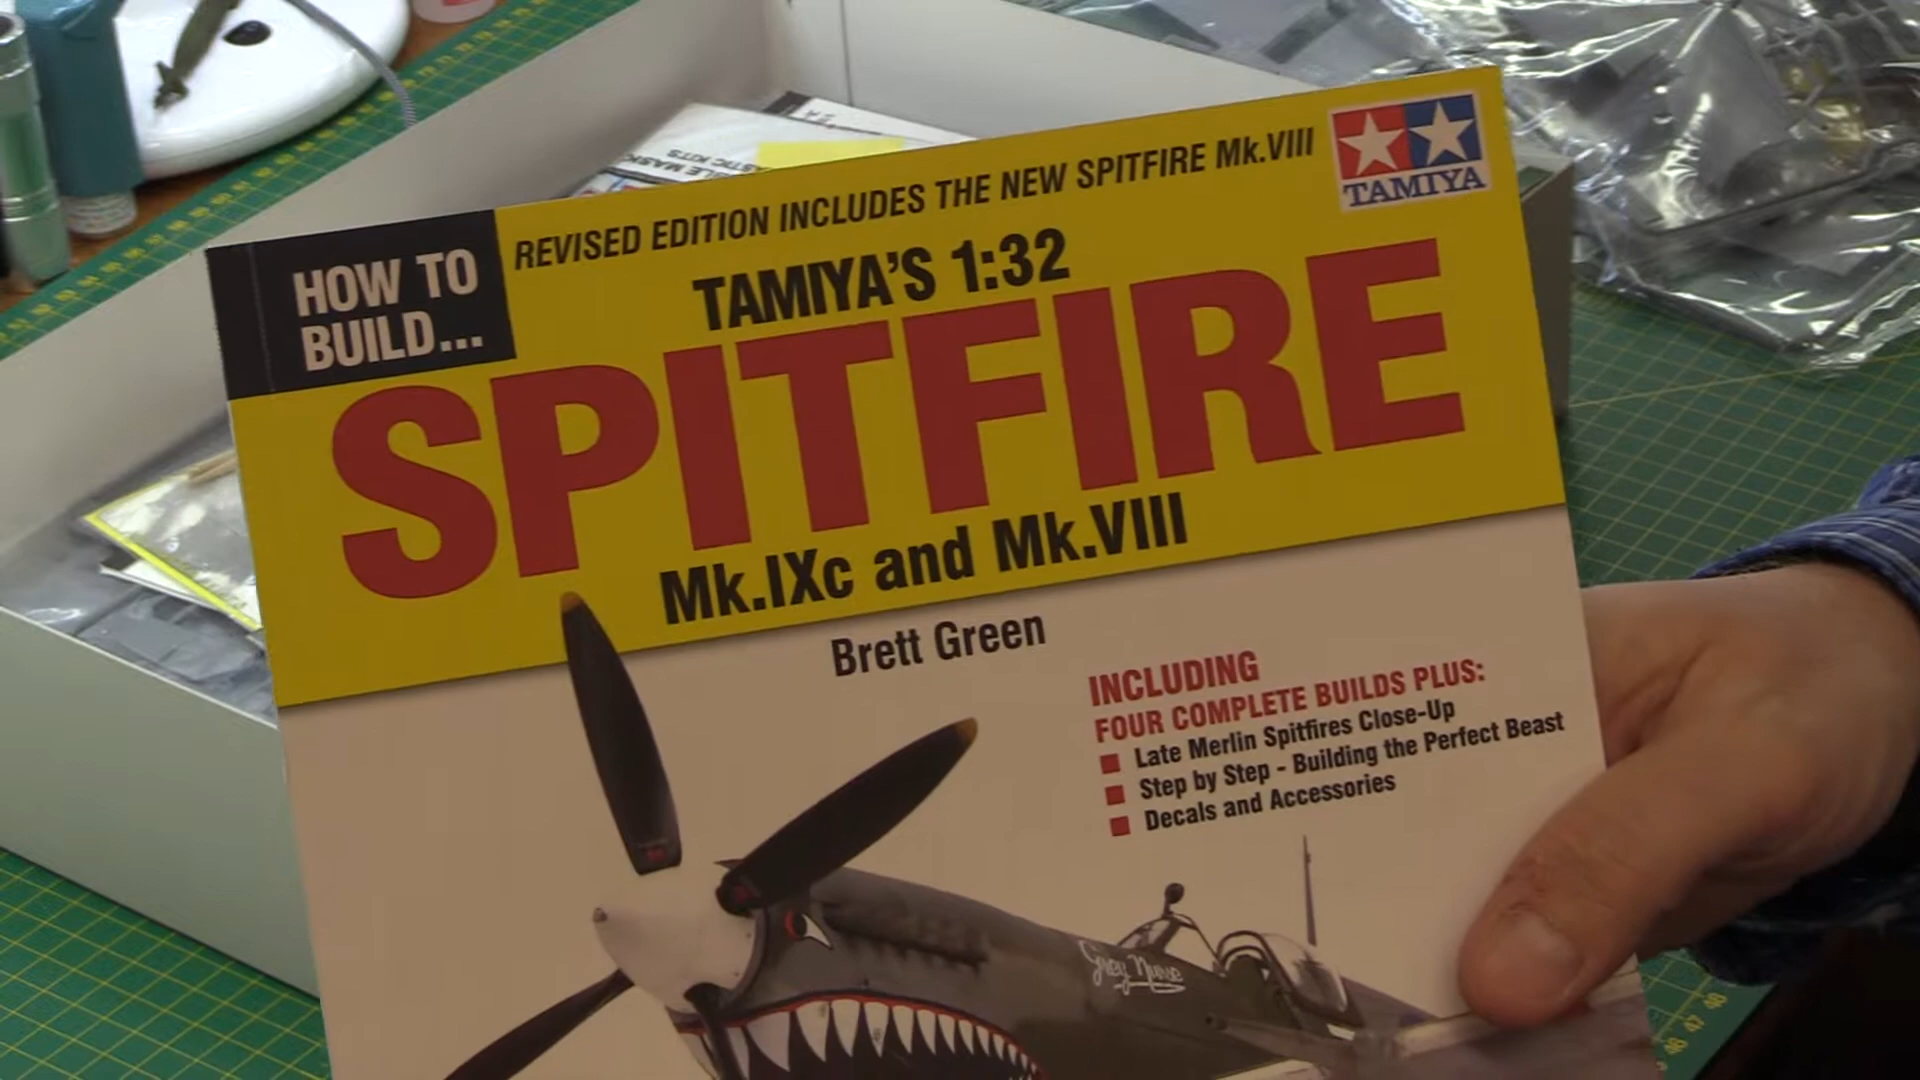 REVISED EDITION INCLUDES THE NEW SPITFIRE Mk.VIII
TAMIYA
HOW TO
BUILD...
TAMIYA'S 1:32
SPITFIRE
Mk.IXc and Mk.VIII
Brett Green
INCLUDING
FOUR COMPLETE BUILDS PLUS:
Late Merlin Spitfires Close-Up
Step by Step - Building the Perfect Beast
Decals and Accessories
Grey Nurse